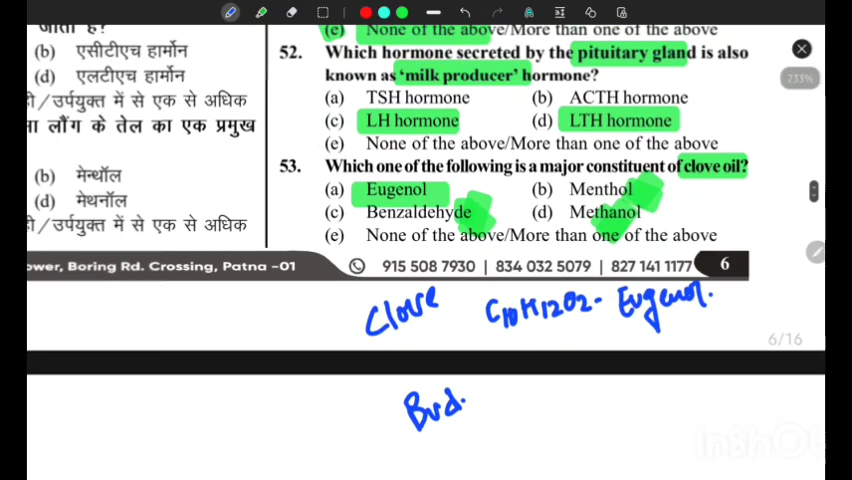 जाता है?
(b) एसीटीएच हार्मोन
(d) एलटीएच हार्मोन
ही/उपर्युक्त में से एक से अधिक
ना लौंग के तेल का एक प्रमुख
(b) मेन्थॉल
(d) मेथनॉल
ही/उपर्युक्त में से एक से अधिक
(e) None of the above/More than one of the above
52. Which hormone secreted by the pituitary gland is also
known as 'milk producer' hormone?
(a) TSH hormone (b) ACTH hormone
(c) LH hormone (d) LTH hormone
(e) None of the above/More than one of the above
53. Which one of the following is a major constituent of clove oil?
(a) Eugenol (b) Menthol
(c) Benzaldehyde (d) Methanol
(e) None of the above/More than one of the above
233%
ower, Boring Rd. Crossing, Patna -01 915 508 7930 | 834 032 5079 | 827 141 1177 6
Clove C10H12O2- Eugenol.
6/16
Bud.
InShOt